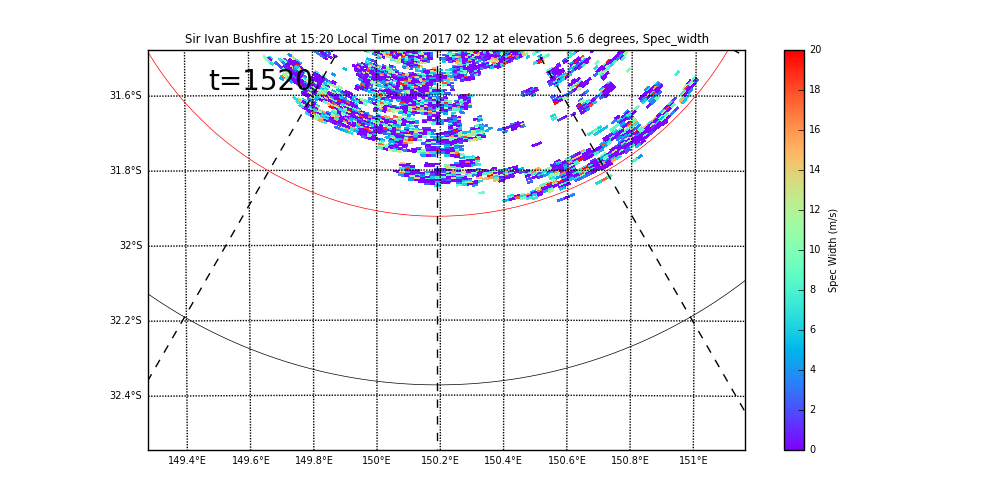 Sir Ivan Bushfire at 15:20 Local Time on 2017 02 12 at elevation 5.6 degrees, Spec_width
t=1520
31.6°S
31.8°S
32°S
32.2°S
32.4°S
149.4°E 149.6°E 149.8°E 150°E 150.2°E 150.4°E 150.6°E 150.8°E 151°E
20
18
16
14
12
10
8
6
4
2
0
Spec Width (m/s)